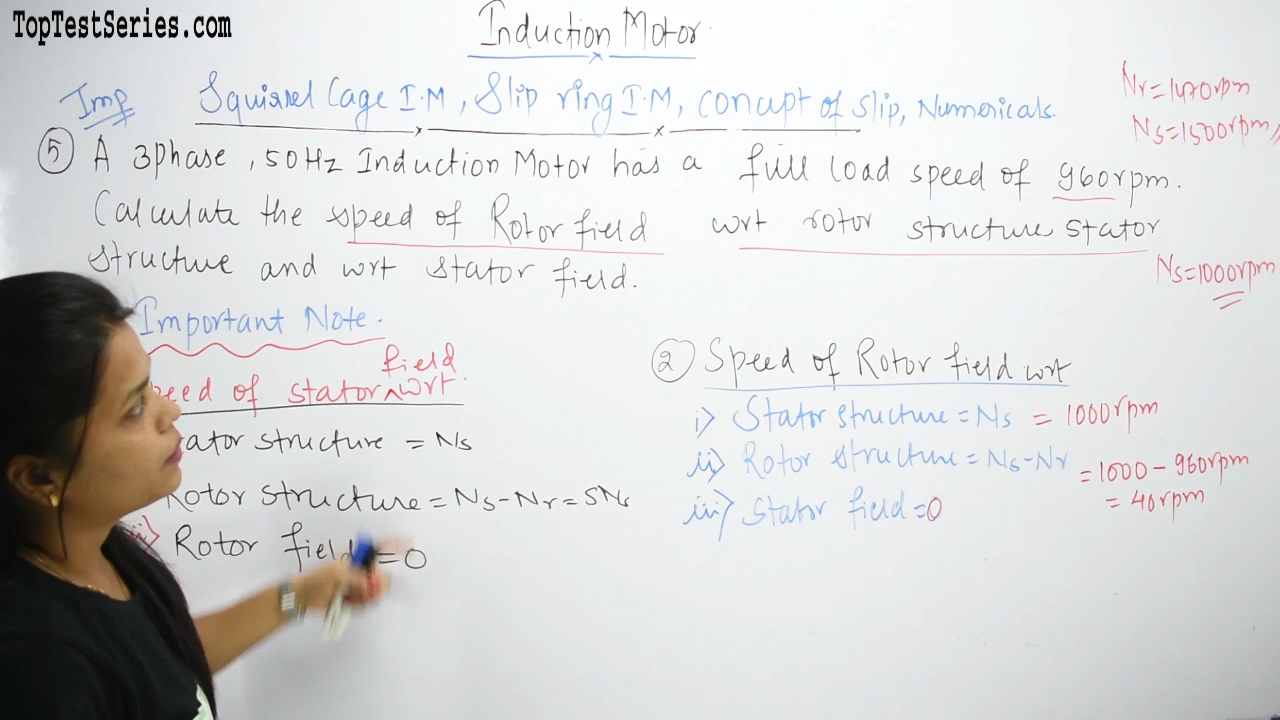 TopTestSeries.com
Induction Motor
Imp Squirrel Cage I.M, Slip ring I.M, concept of slip, Numericals.
Nr=1470rpm
Ns=1500rpm
5 A 3phase, 50Hz Induction Motor has a full load speed of 960rpm.
Calculate the speed of Rotor field wrt rotor structure stator
structure and wrt stator field.
Ns=1000rpm
Important Note.
eed of stator field wrt.
ator structure = Ns
Rotor structure = Ns-Nr = SNs
ii) Rotor field = 0
2 Speed of Rotor field wrt
i) Stator structure = Ns = 1000rpm
ii) Rotor structure = Ns-Nr = 1000 - 960rpm
= 40rpm
iii) Stator field = 0